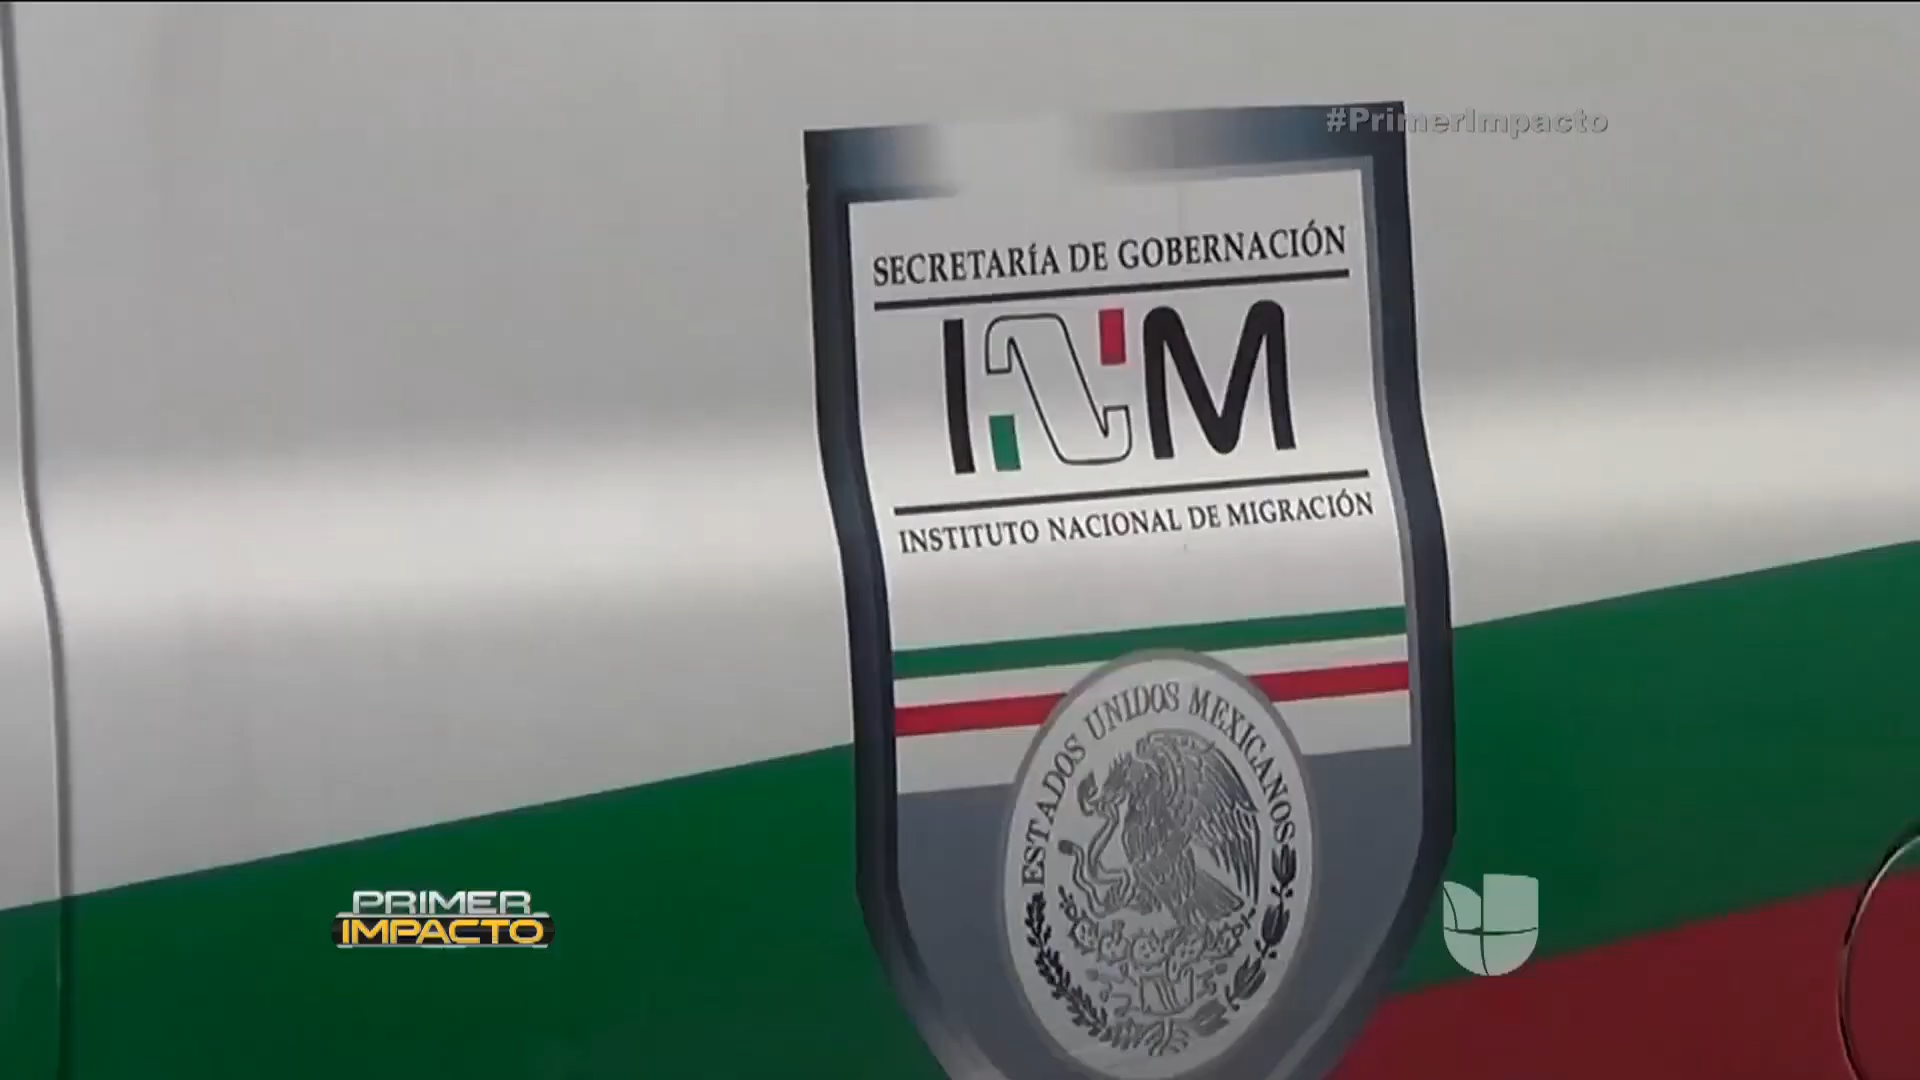 #PrimerImpacto
SECRETARÍA DE GOBERNACIÓN
INM
INSTITUTO NACIONAL DE MIGRACIÓN
ESTADOS UNIDOS MEXICANOS
PRIMER
IMPACTO